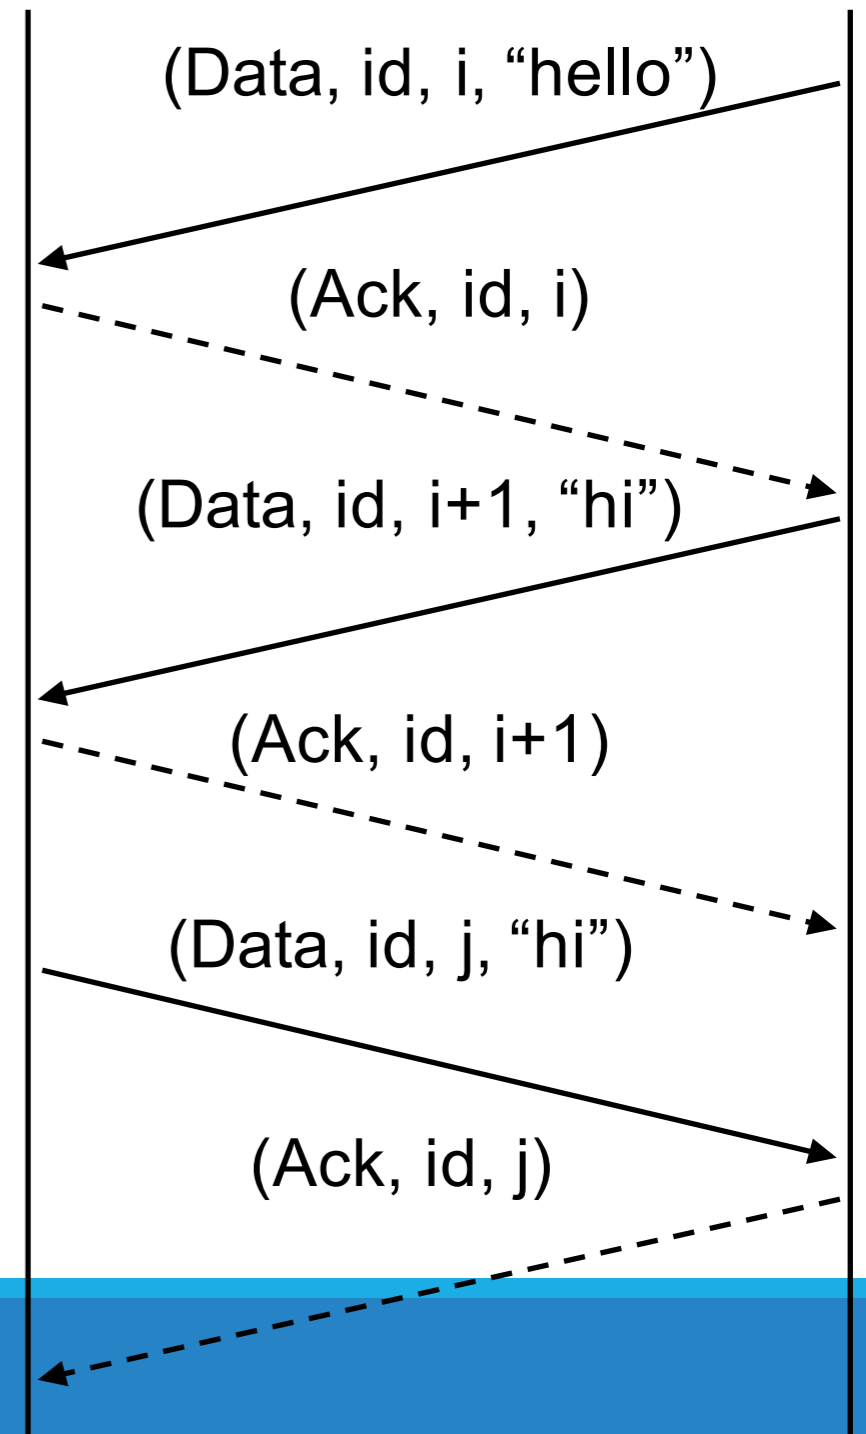 (Data, id, i, “hello”)
(Ack, id, i)
(Data, id, i+1, “hi”)
(Ack, id, i+1)
(Data, id, j, “hi”)
(Ack, id, j)